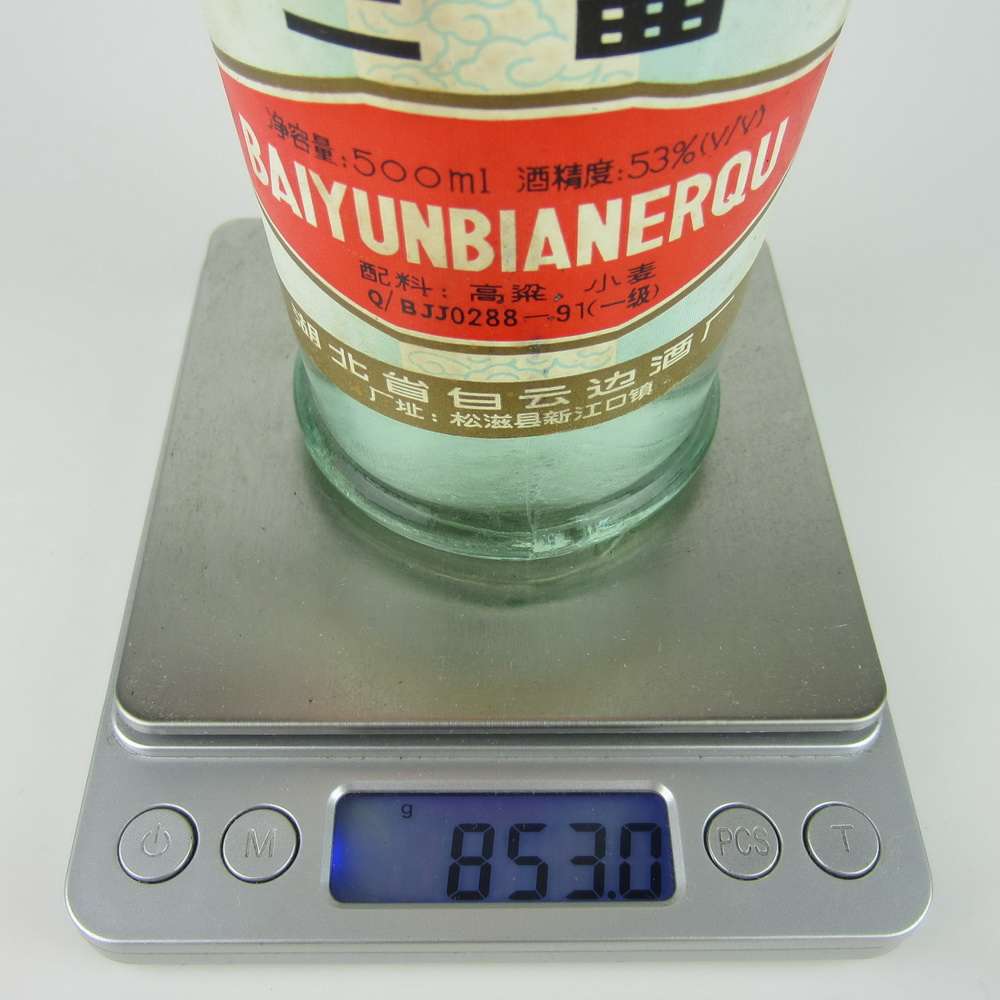 净容量:500ml 酒精度:53%(V/V)
BAIYUNBIANERQU
配料：高粱。小麦
Q/BJJ0288—91(一级)
湖北省白云边酒厂
厂址：松滋县新江口镇
g
853.0
M
PCS
T